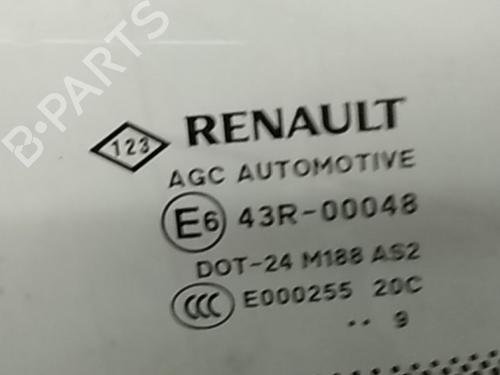 B-PARTS
123 RENAULT
AGC AUTOMOTIVE
E6 43R-00048
DOT-24 M188 AS2
CCC E000255 20C
.. 9